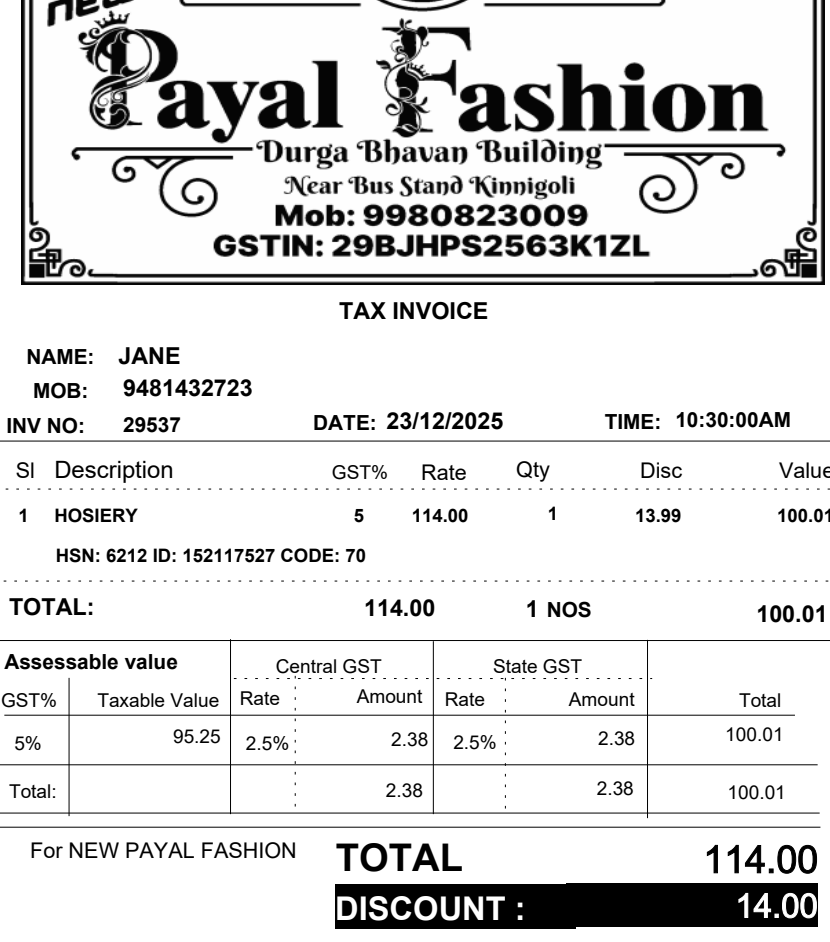 new
Payal Fashion
Durga Bhavan Building
Near Bus Stand Kinnigoli
Mob: 9980823009
GSTIN: 29BJHPS2563K1ZL
TAX INVOICE
NAME: JANE
MOB: 9481432723
INV NO: 29537 DATE: 23/12/2025 TIME: 10:30:00AM
Sl Description GST% Rate Qty Disc Value
1 HOSIERY 5 114.00 1 13.99 100.01
HSN: 6212 ID: 152117527 CODE: 70
TOTAL: 114.00 1 NOS 100.01
Assessable value Central GST State GST
GST% Taxable Value Rate Amount Rate Amount Total
5% 95.25 2.5% 2.38 2.5% 2.38 100.01
Total: 2.38 2.38 100.01
For NEW PAYAL FASHION TOTAL 114.00
DISCOUNT : 14.00